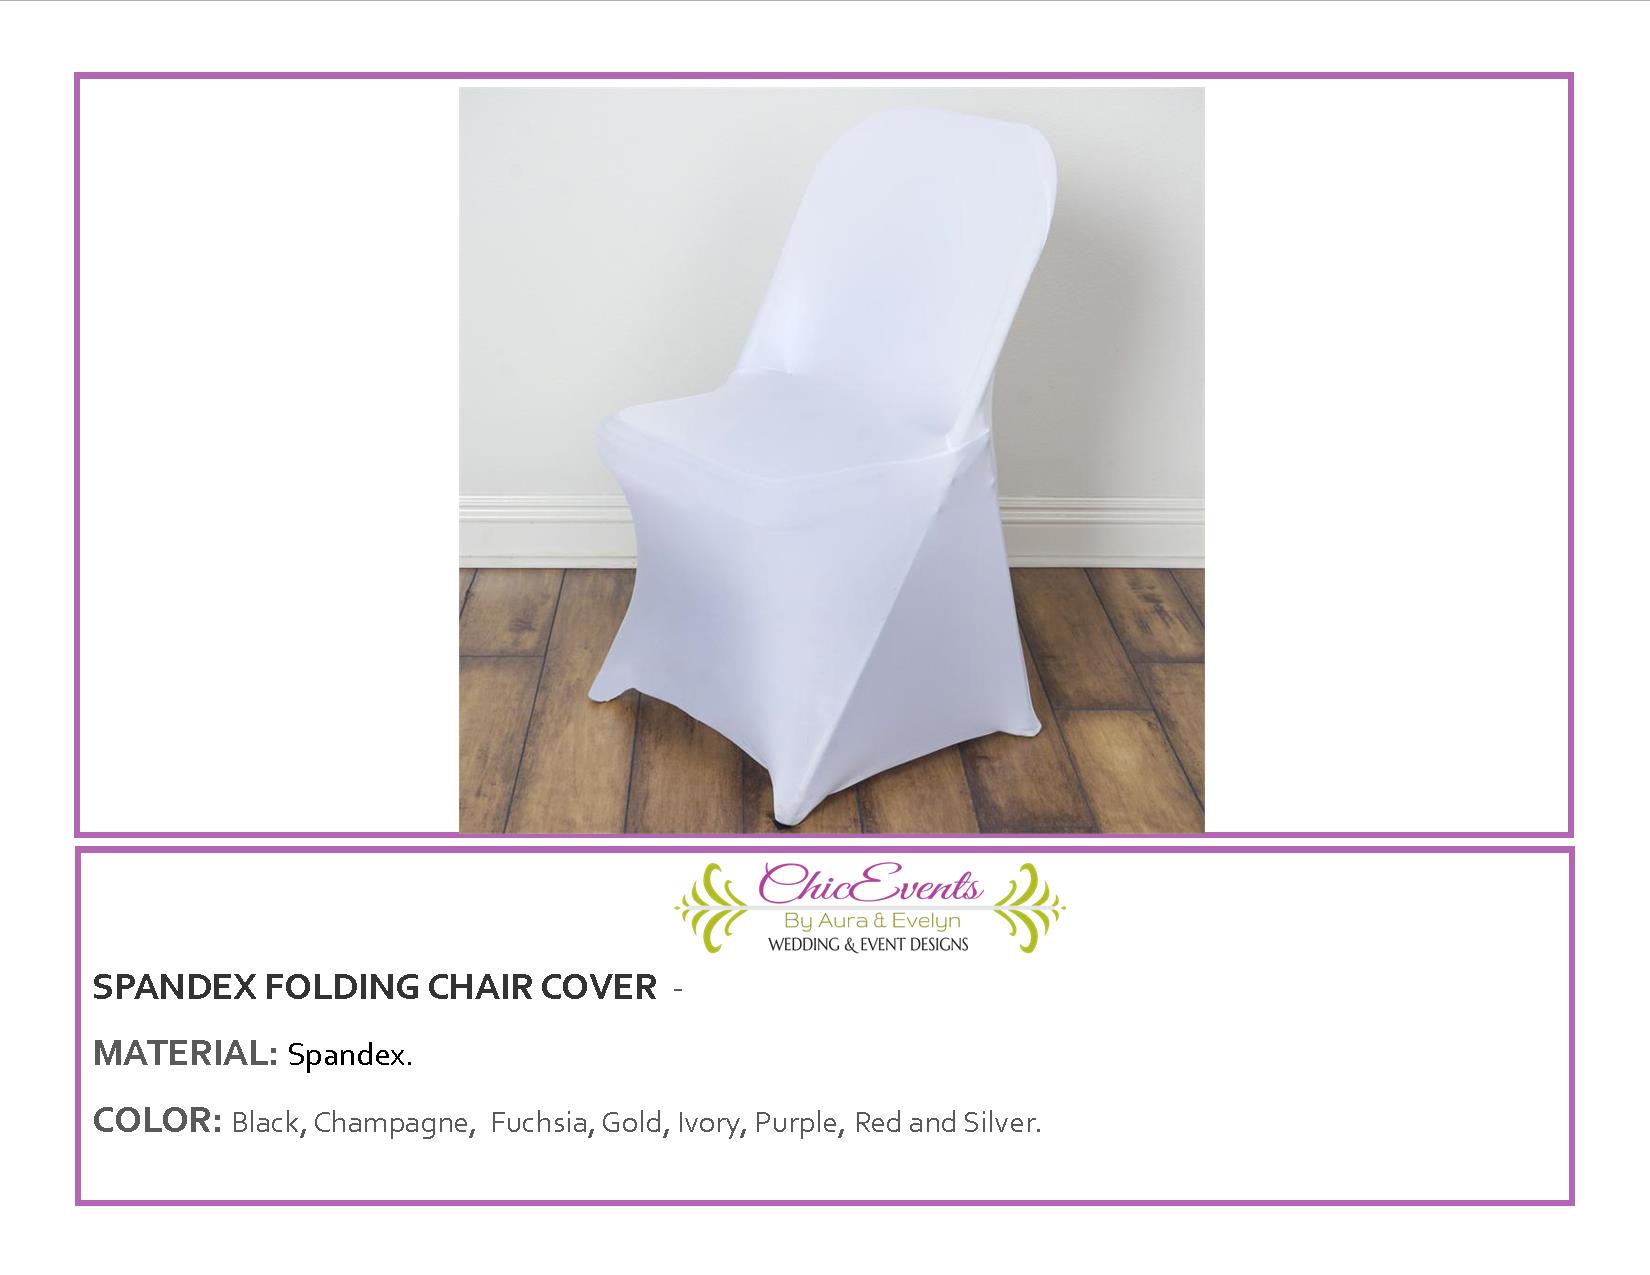 ChicEvents
By Aura & Evelyn
WEDDING & EVENT DESIGNS
SPANDEX FOLDING CHAIR COVER -
MATERIAL: Spandex.
COLOR: Black, Champagne, Fuchsia, Gold, Ivory, Purple, Red and Silver.